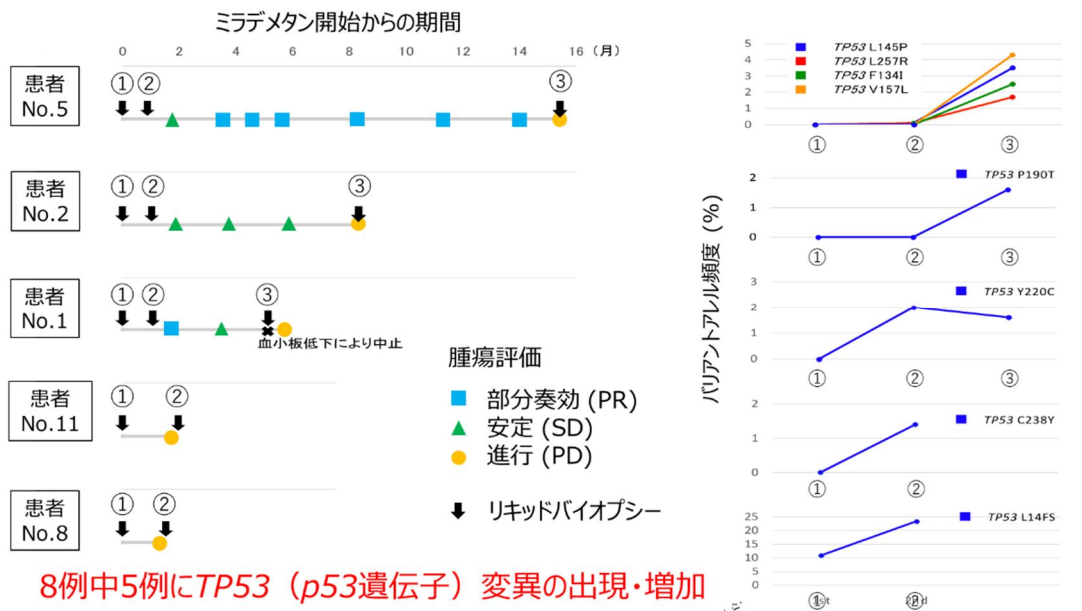 ミラデメタン開始からの期間
0 2 4 6 8 10 12 14 16 (月)
患者
No.5
① ② ③
患者
No.2
① ② ③
患者
No.1
① ② ③
血小板低下により中止
患者
No.11
① ②
患者
No.8
① ②
腫瘍評価
部分奏効 (PR)
安定 (SD)
進行 (PD)
リキッドバイオプシー
8例中5例にTP53（p53遺伝子）変異の出現・増加
バリアントアレル頻度（%）
TP53 L145P
TP53 L257R
TP53 F134I
TP53 V157L
5
4
3
2
1
0
① ② ③
TP53 P190T
2
1
0
① ② ③
TP53 Y220C
3
2
1
0
① ② ③
TP53 C238Y
2
1
0
① ②
TP53 L14FS
25
20
15
10
5
0
① ②